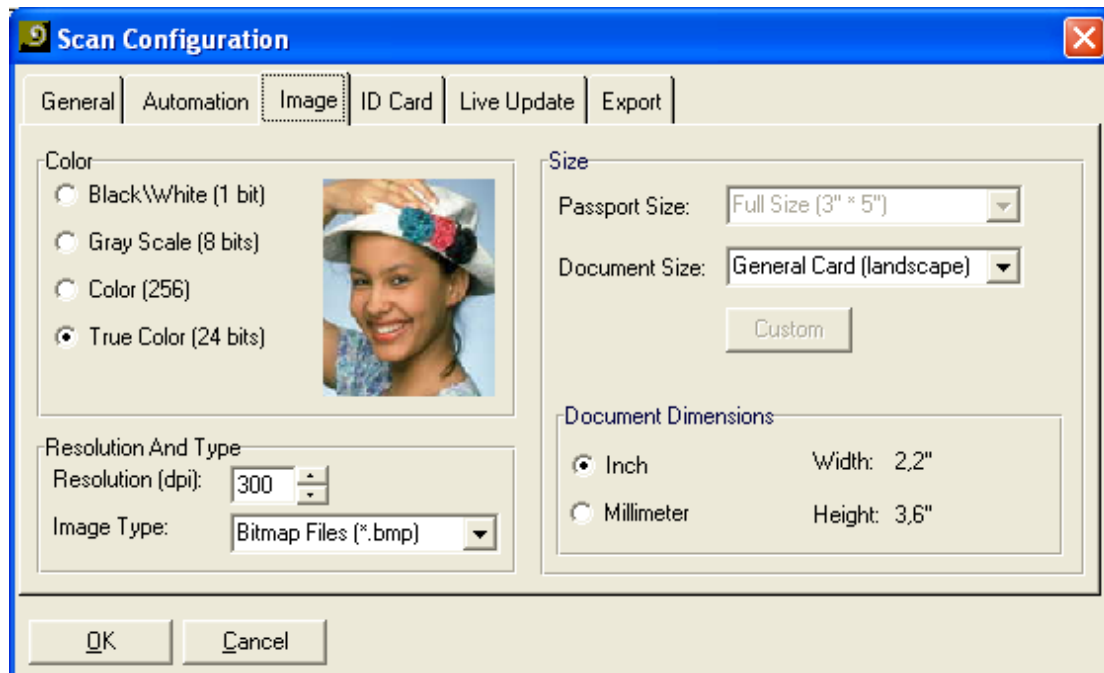 Scan Configuration
General Automation Image ID Card Live Update Export
Color
Black\White (1 bit)
Gray Scale (8 bits)
Color (256)
True Color (24 bits)
Resolution And Type
Resolution (dpi): 300
Image Type: Bitmap Files (*.bmp)
Size
Passport Size: Full Size (3" * 5")
Document Size: General Card (landscape)
Custom
Document Dimensions
Inch Width: 2,2"
Millimeter Height: 3,6"
OK Cancel